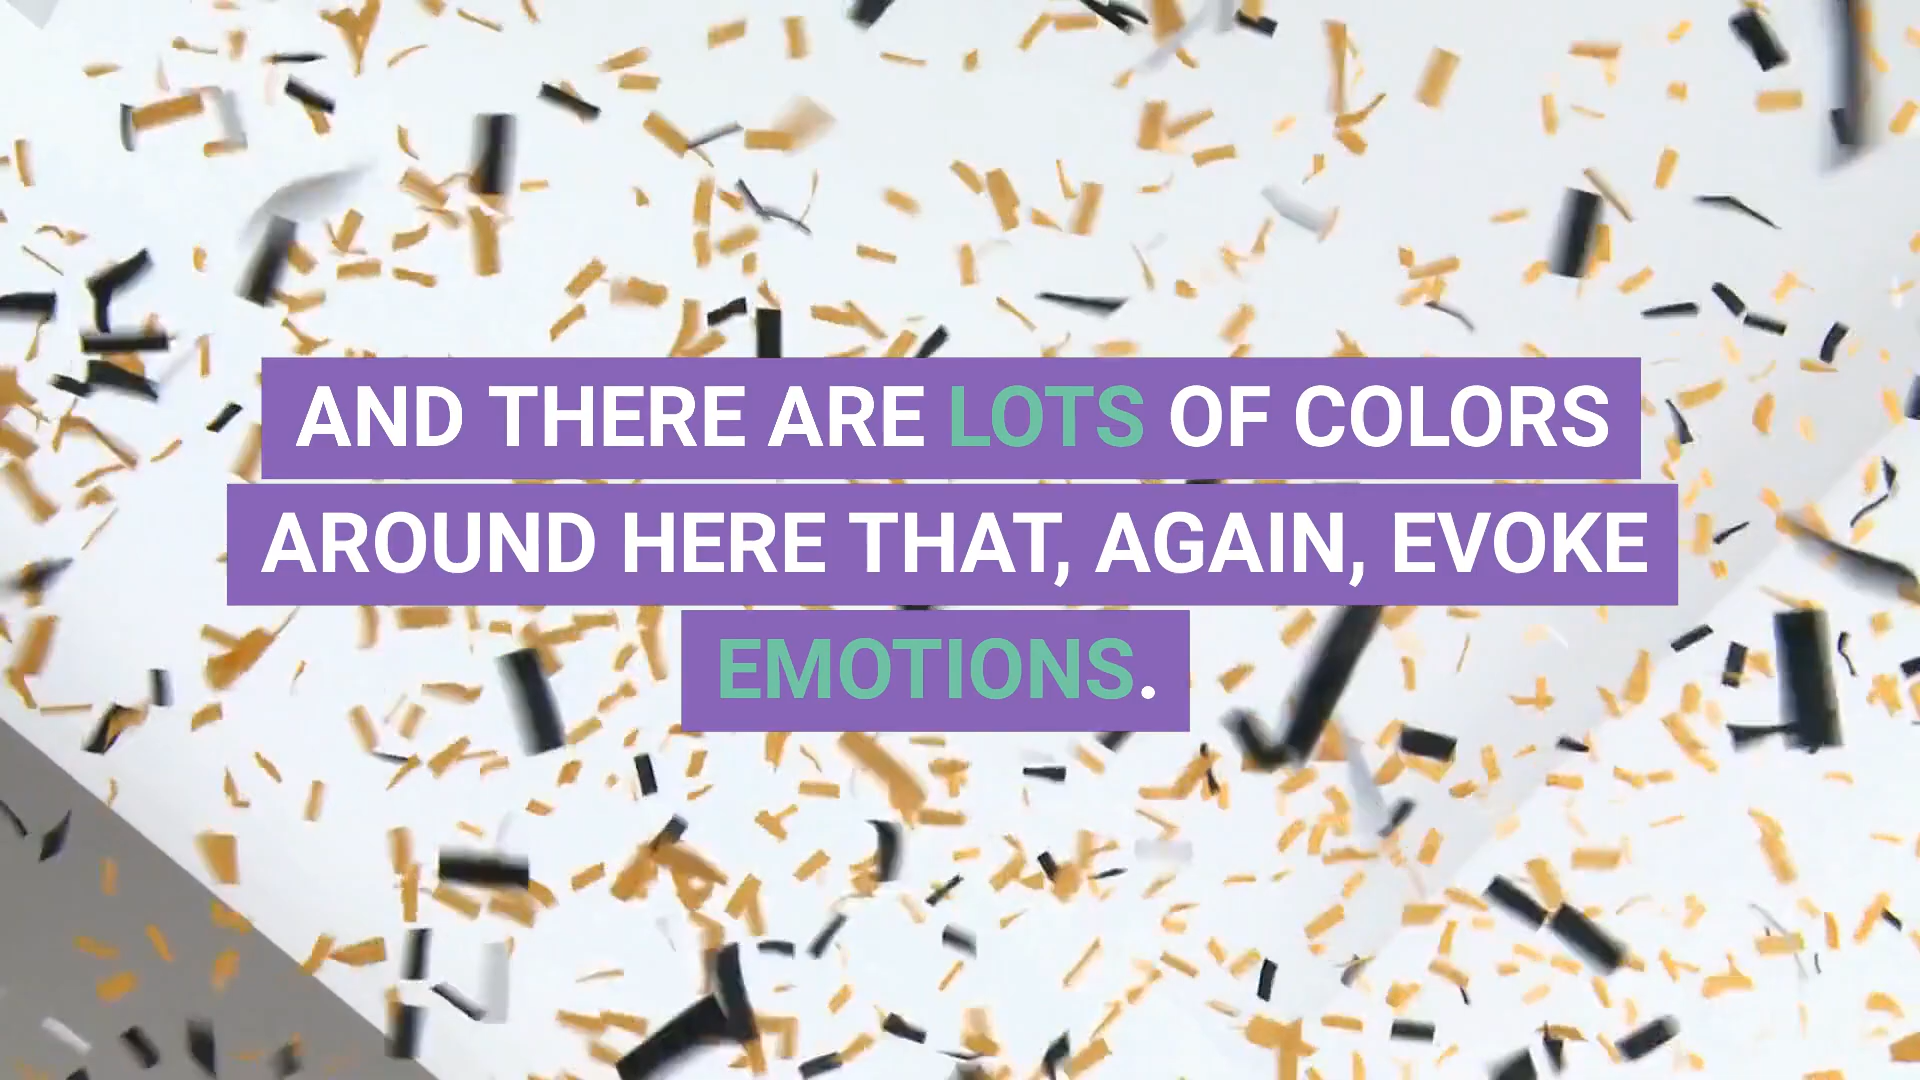 AND THERE ARE LOTS OF COLORS
AROUND HERE THAT, AGAIN, EVOKE
EMOTIONS.